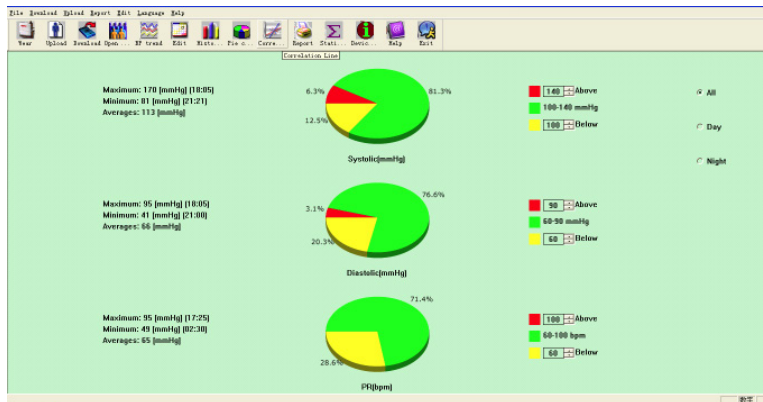 File Download Upload Report Edit Language Help
Wear Upload Download Open... BP trend Edit Histo... Pie c... Corre... Report Stati... Devic... Help Exit
Correlation Line
Maximum: 170 [mmHg] [18:05]
Minimum: 81 [mmHg] [21:21]
Averages: 113 [mmHg]
6.3%
81.3%
12.5%
Systolic[mmHg]
140 Above
100-140 mmHg
100 Below
All
Day
Night
Maximum: 95 [mmHg] [18:05]
Minimum: 41 [mmHg] [21:00]
Averages: 66 [mmHg]
76.6%
3.1%
20.3%
Diastolic[mmHg]
90 Above
60-90 mmHg
60 Below
Maximum: 95 [mmHg] [17:25]
Minimum: 49 [mmHg] [02:30]
Averages: 65 [mmHg]
71.4%
28.6%
PR[bpm]
100 Above
60-100 bpm
60 Below
数字